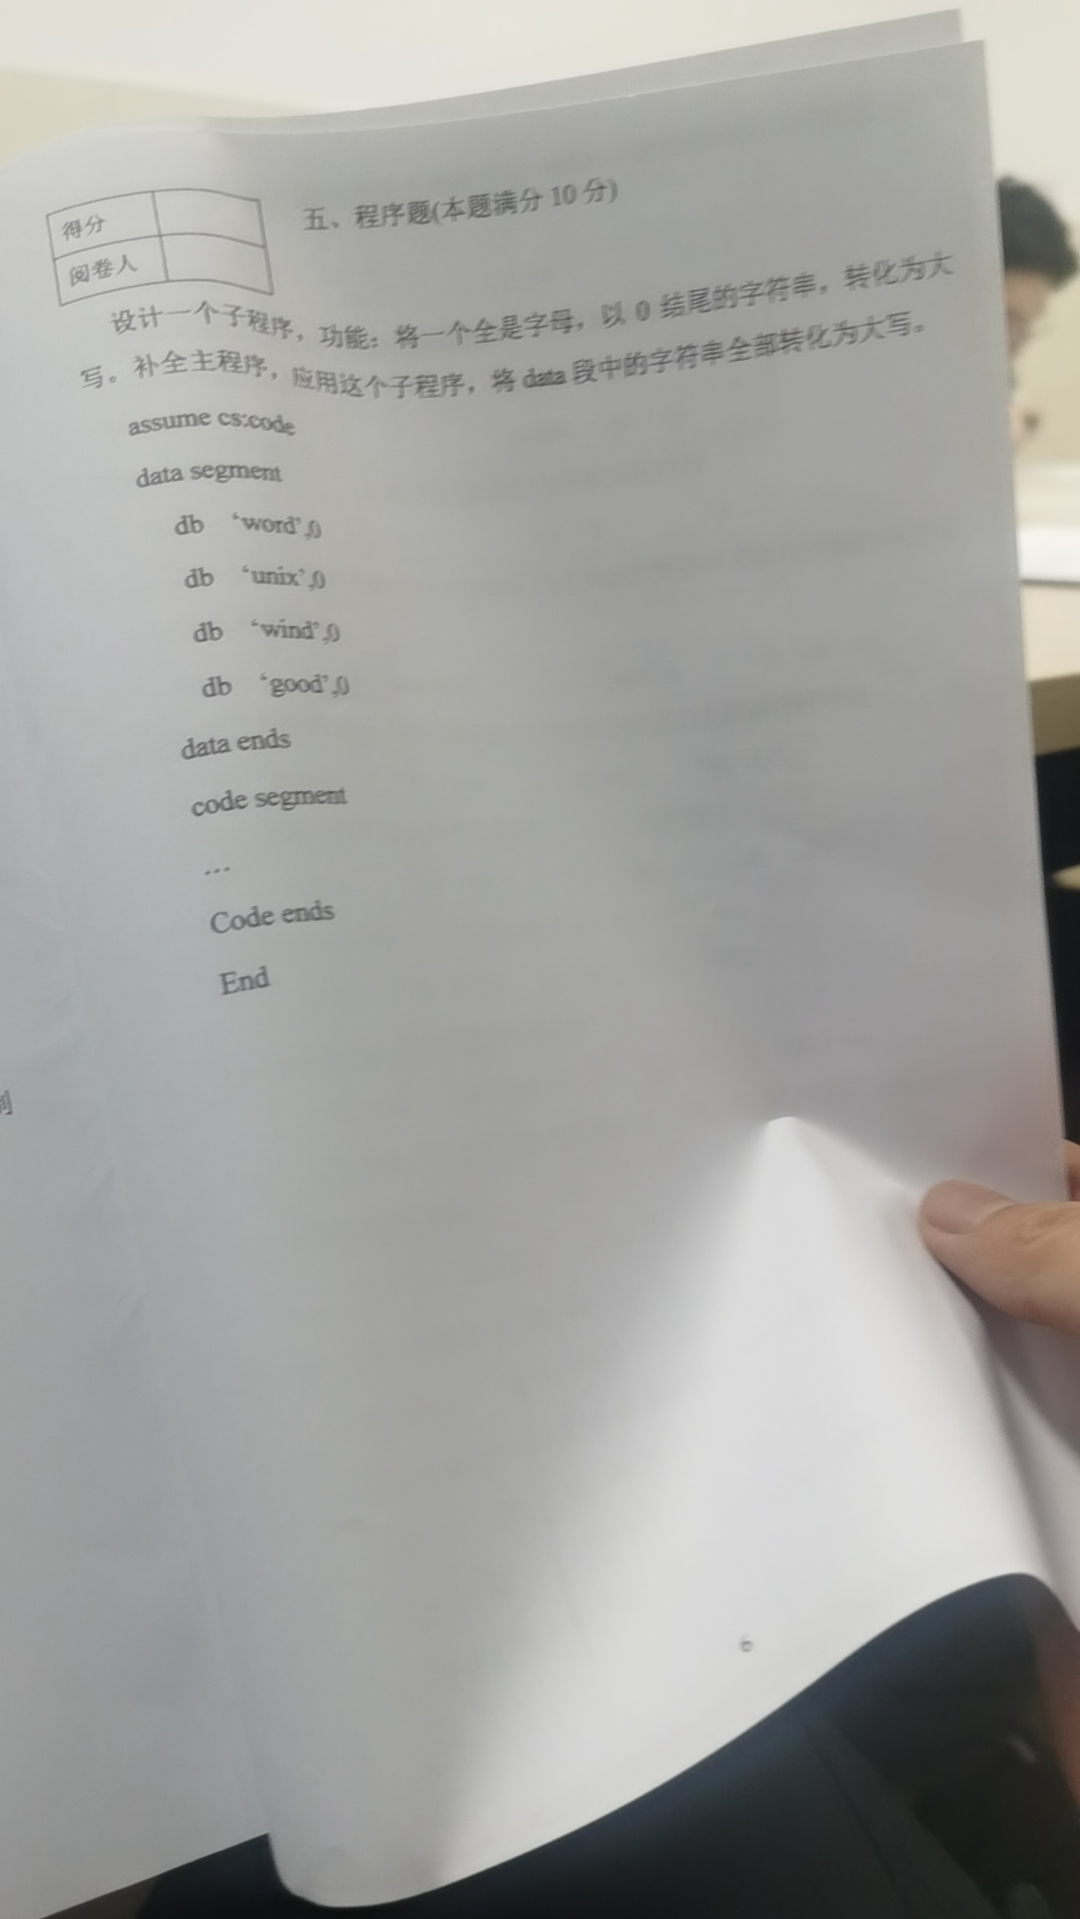 得分
阅卷人
五、程序题(本题满分 10 分)
设计一个子程序，功能：将一个全是字母，以 0 结尾的字符串，转化为大
写。补全主程序，应用这个子程序，将 data 段中的字符串全部转化为大写。
assume cs:code
data segment
db ‘word’,0
db ‘unix’,0
db ‘wind’,0
db ‘good’,0
data ends
code segment
...
Code ends
End
6